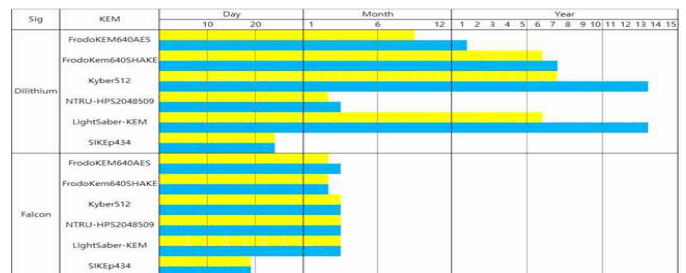 Sig KEM Day Month Year
10 20 1 6 12 1 2 3 4 5 6 7 8 9 10 11 12 13 14 15
Dilithium
FrodoKEM640AES
FrodoKem640SHAKE
Kyber512
NTRU-HPS2048509
LightSaber-KEM
SIKEp434
Falcon
FrodoKEM640AES
FrodoKem640SHAKE
Kyber512
NTRU-HPS2048509
LightSaber-KEM
SIKEp434